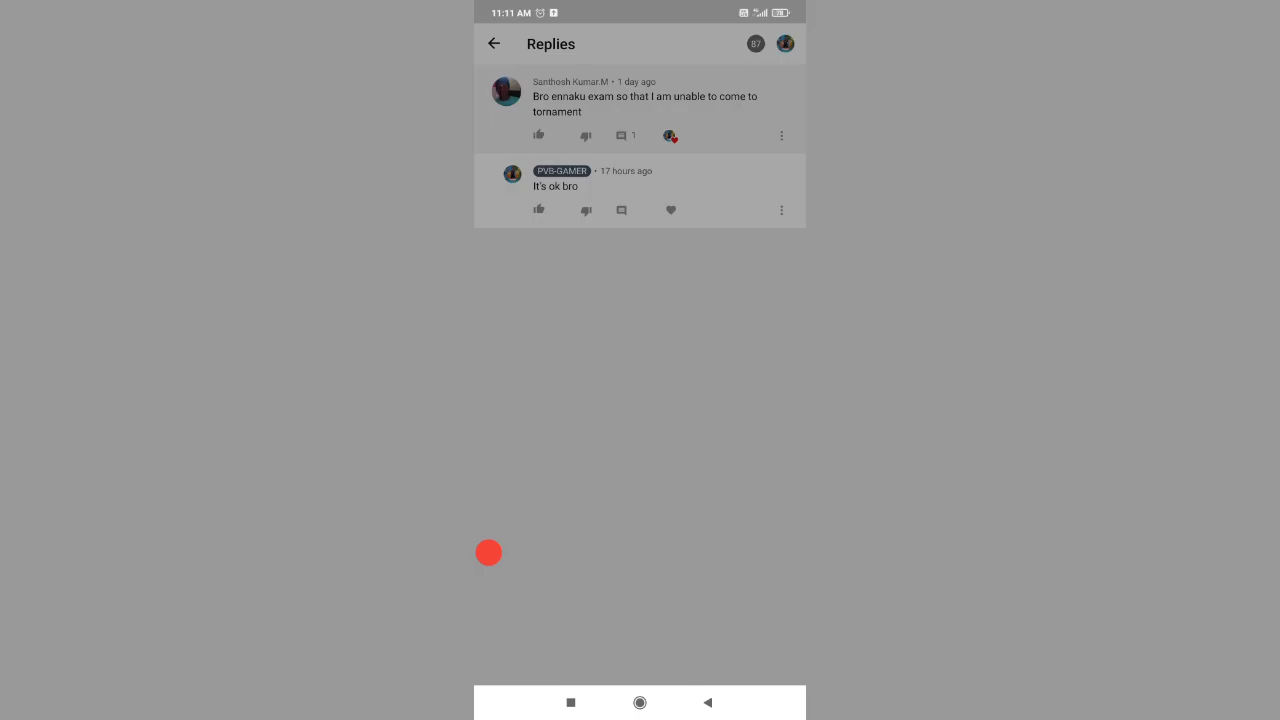 11:11 AM
78
Replies
87
Santhosh Kumar.M • 1 day ago
Bro ennaku exam so that I am unable to come to
tornament
1
PVB-GAMER • 17 hours ago
It's ok bro